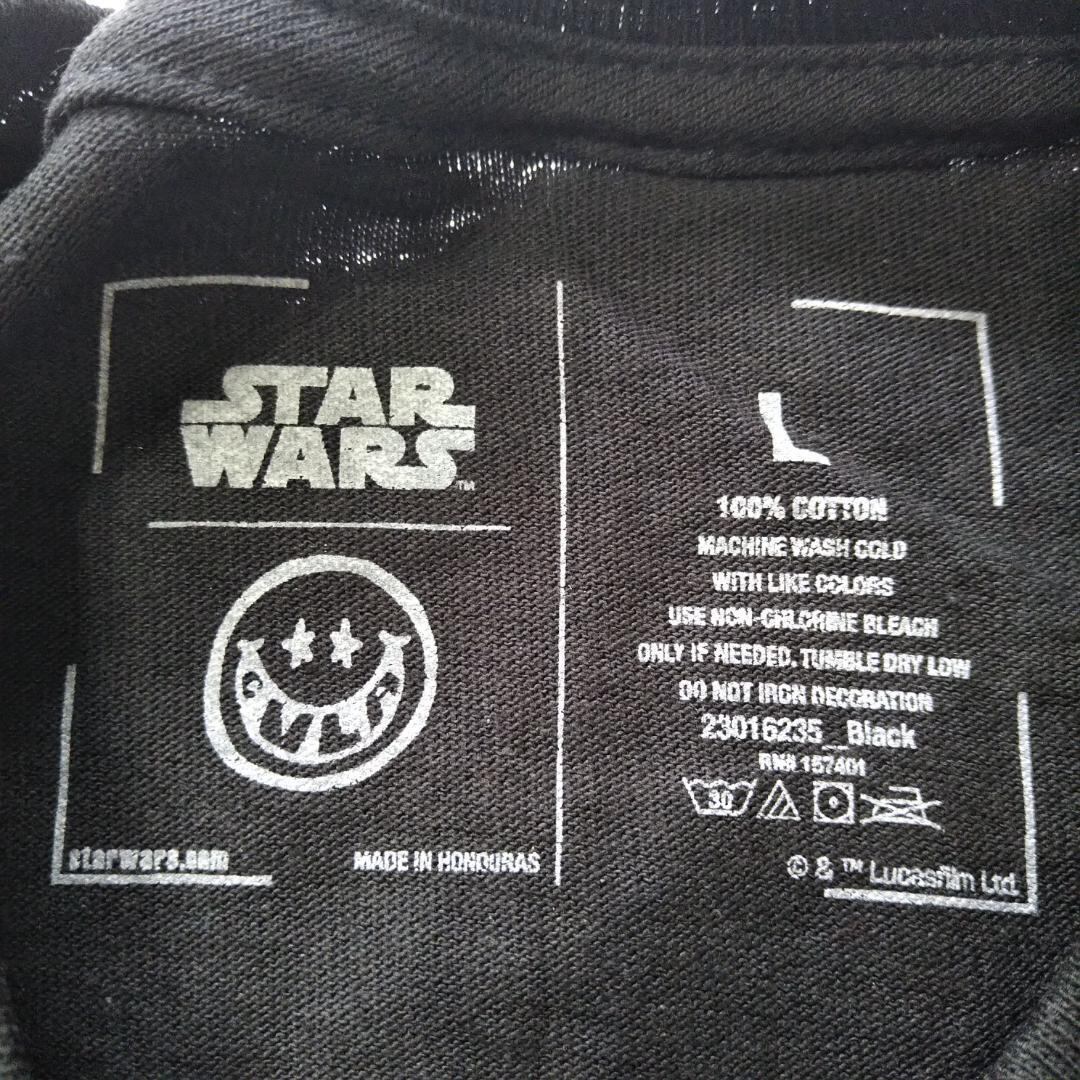 STAR
WARS™
starwars.com
MADE IN HONDURAS
L
100% COTTON
MACHINE WASH COLD
WITH LIKE COLORS
USE NON-CHLORINE BLEACH
ONLY IF NEEDED. TUMBLE DRY LOW
DO NOT IRON DECORATION
23016235_Black
RN# 157401
30
© & ™ Lucasfilm Ltd.